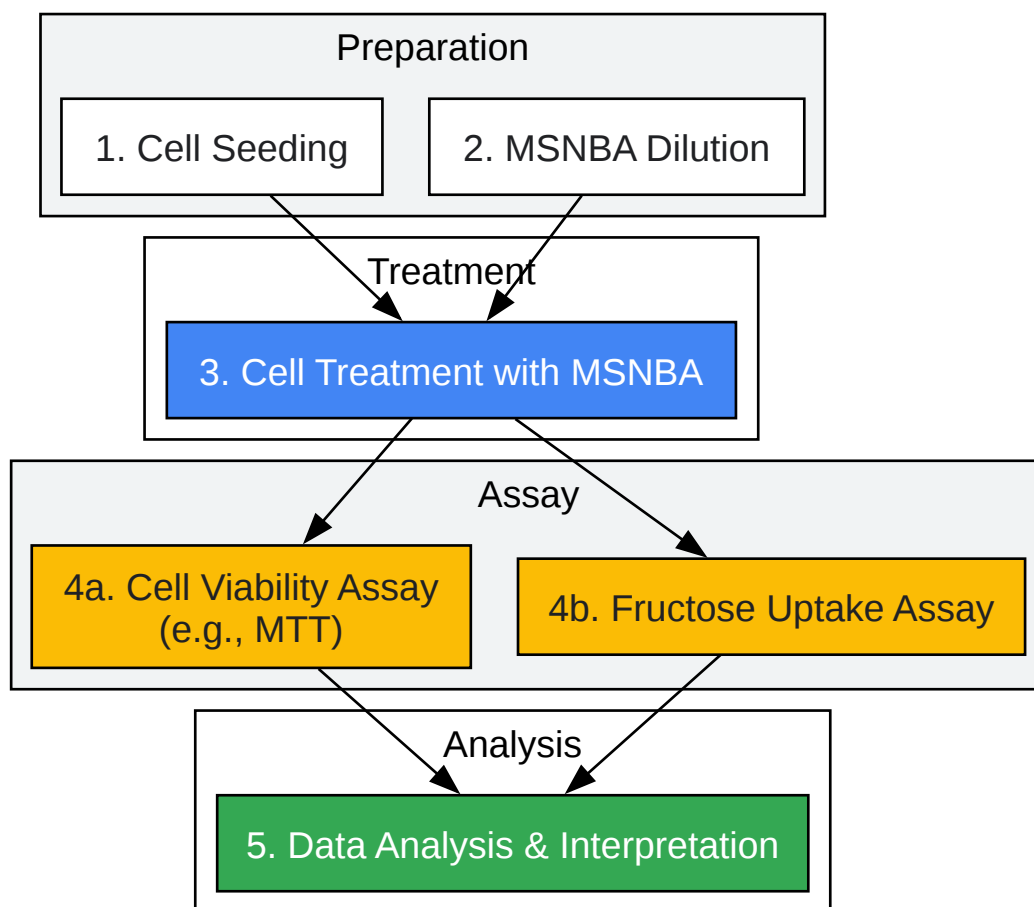 Preparation
1. Cell Seeding
2. MSNBA Dilution
Treatment
3. Cell Treatment with MSNBA
Assay
4a. Cell Viability Assay
(e.g., MTT)
4b. Fructose Uptake Assay
Analysis
5. Data Analysis & Interpretation